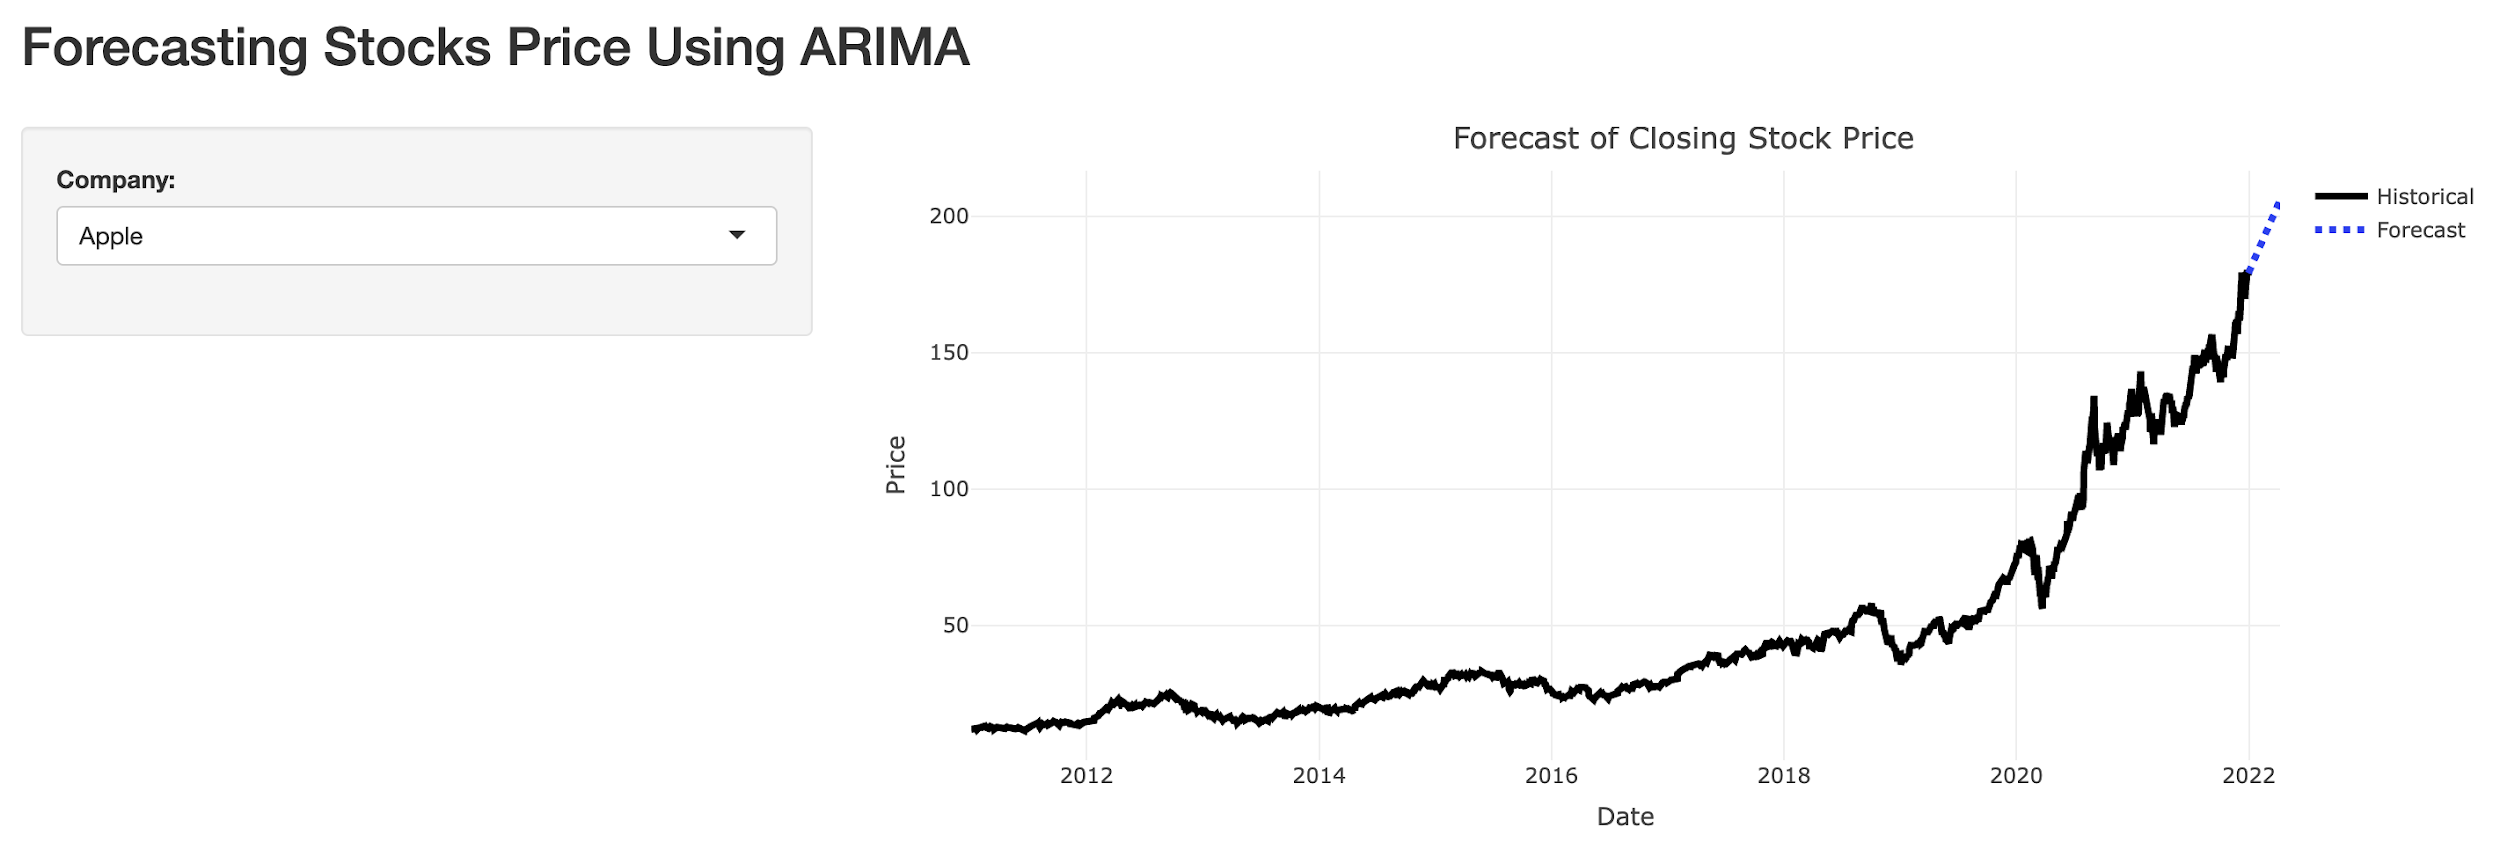 Forecasting Stocks Price Using ARIMA
Company:
Apple
Forecast of Closing Stock Price
Historical
Forecast
200
150
100
50
Price
2012 2014 2016 2018 2020 2022
Date